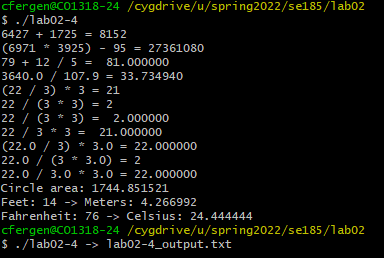 cfergen@CO1318-24 /cygdrive/u/spring2022/se185/lab02
$ ./lab02-4
6427 + 1725 = 8152
(6971 * 3925) - 95 = 27361080
79 + 12 / 5 =  81.000000
3640.0 / 107.9 = 33.734940
(22 / 3) * 3 = 21
22 / (3 * 3) = 2
22 / (3 * 3) =  2.000000
22 / 3 * 3 =  21.000000
(22.0 / 3) * 3.0 = 22.000000
22.0 / (3 * 3.0) = 2
22.0 / 3.0 * 3.0 = 22.000000
Circle area: 1744.851521
Feet: 14 -> Meters: 4.266992
Fahrenheit: 76 -> Celsius: 24.444444
cfergen@CO1318-24 /cygdrive/u/spring2022/se185/lab02
$ ./lab02-4 -> lab02-4_output.txt